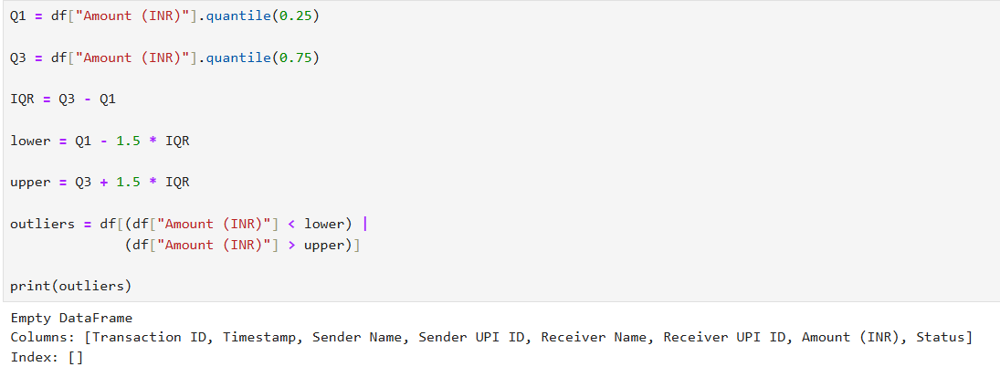 Q1 = df["Amount (INR)"].quantile(0.25)
Q3 = df["Amount (INR)"].quantile(0.75)
IQR = Q3 - Q1
lower = Q1 - 1.5 * IQR
upper = Q3 + 1.5 * IQR
outliers = df[(df["Amount (INR)"] < lower) |
              (df["Amount (INR)"] > upper)]
print(outliers)
Empty DataFrame
Columns: [Transaction ID, Timestamp, Sender Name, Sender UPI ID, Receiver Name, Receiver UPI ID, Amount (INR), Status]
Index: []